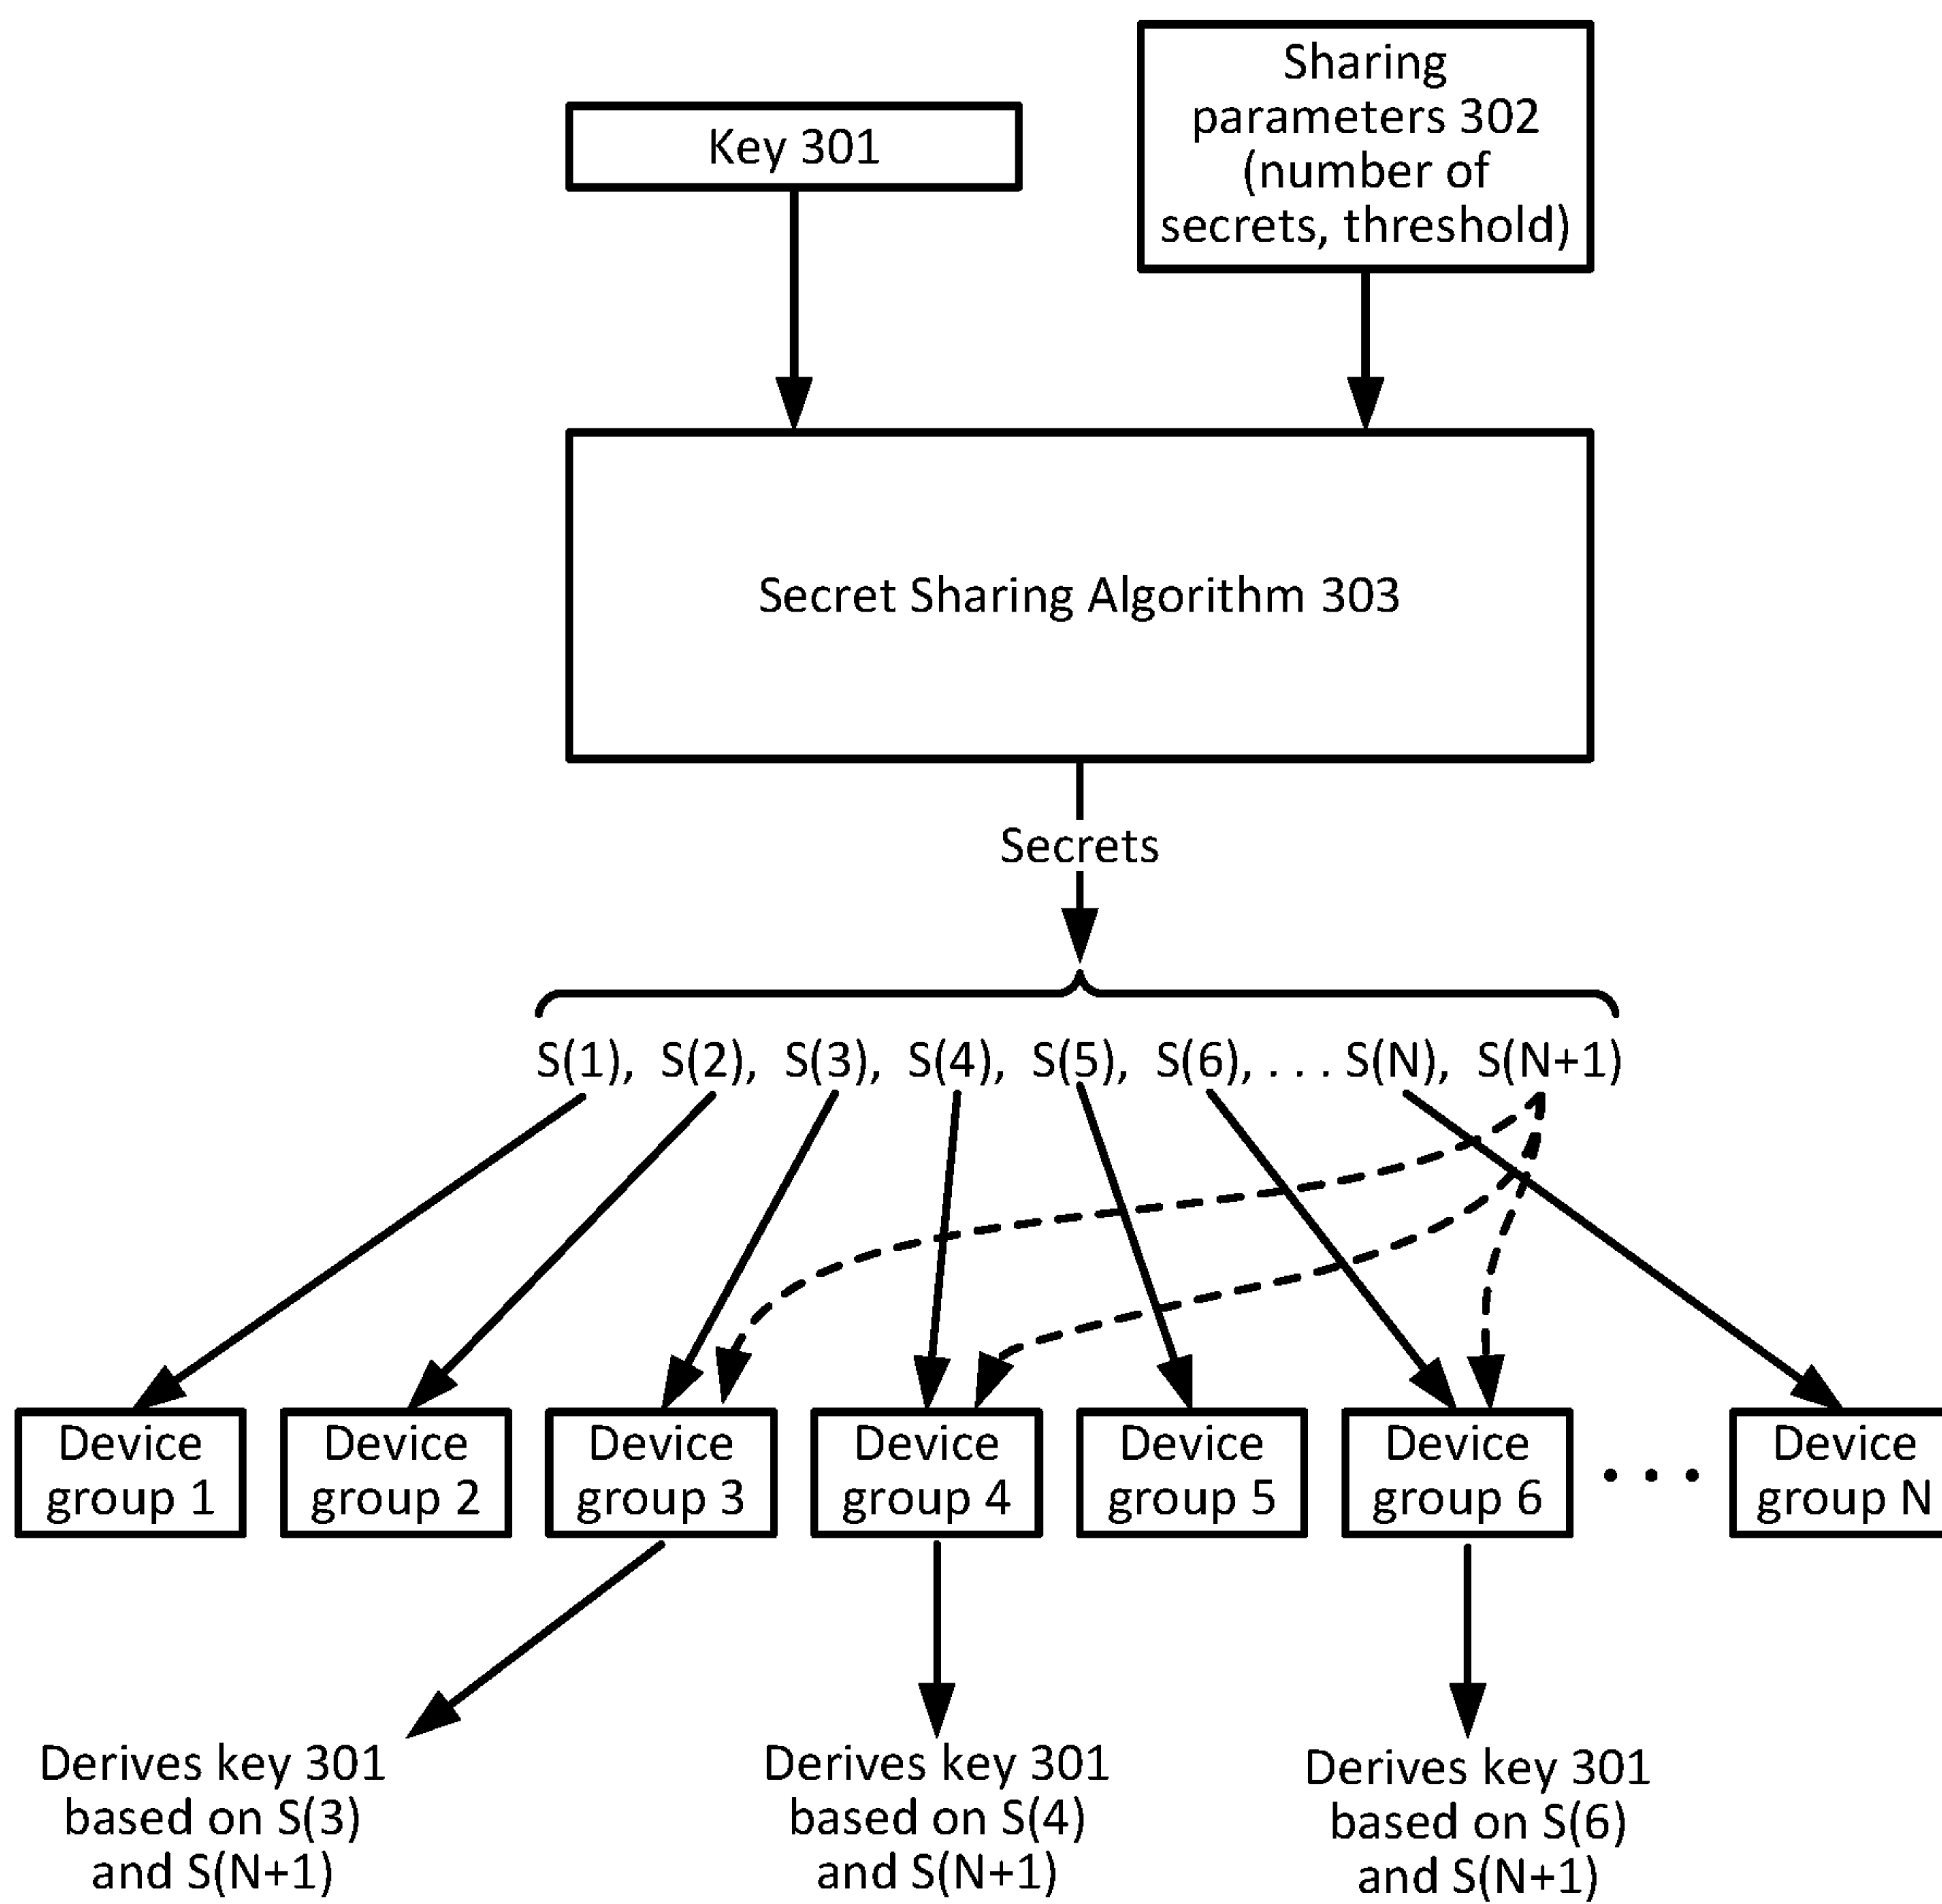 Key 301
Sharing
parameters 302
(number of
secrets, threshold)
Secret Sharing Algorithm 303
Secrets
S(1), S(2), S(3), S(4), S(5), S(6), . . . S(N), S(N+1)
Device
group 1
Device
group 2
Device
group 3
Device
group 4
Device
group 5
Device
group 6
Device
group N
Derives key 301
based on S(3)
and S(N+1)
Derives key 301
based on S(4)
and S(N+1)
Derives key 301
based on S(6)
and S(N+1)